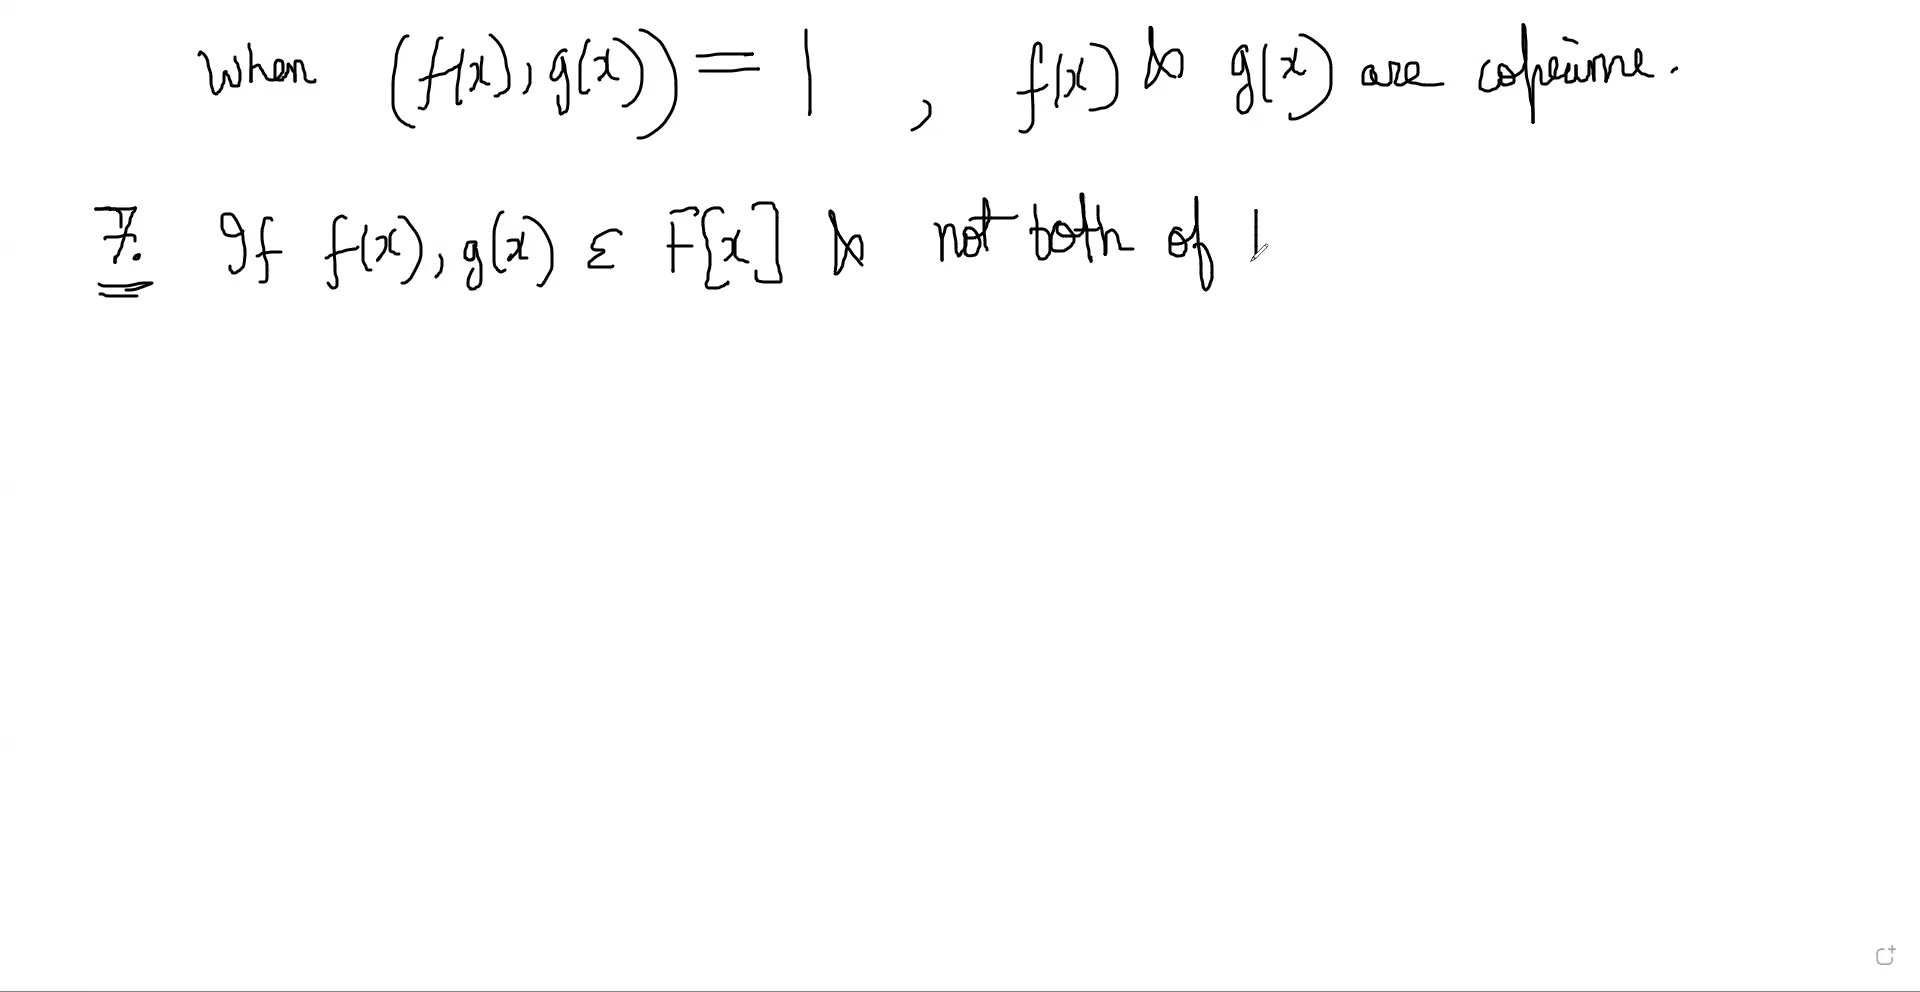 When (f(x), g(x)) = 1 , f(x) & g(x) are coprime.
7. If f(x), g(x) ∈ F[x] & not both of